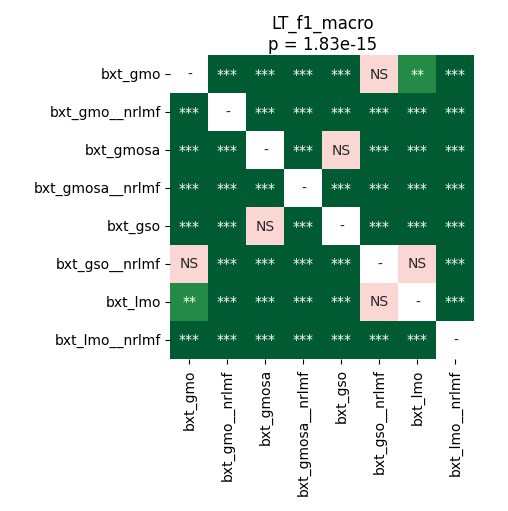 LT_f1_macro
p = 1.83e-15
bxt_gmo - *** *** *** *** NS ** ***
bxt_gmo__nrlmf *** - *** *** *** *** *** ***
bxt_gmosa *** *** - *** NS *** *** ***
bxt_gmosa__nrlmf *** *** *** - *** *** *** ***
bxt_gso *** *** NS *** - *** *** ***
bxt_gso__nrlmf NS *** *** *** *** - NS ***
bxt_lmo ** *** *** *** *** NS - ***
bxt_lmo__nrlmf *** *** *** *** *** *** *** -
bxt_gmo
bxt_gmo__nrlmf
bxt_gmosa
bxt_gmosa__nrlmf
bxt_gso
bxt_gso__nrlmf
bxt_lmo
bxt_lmo__nrlmf